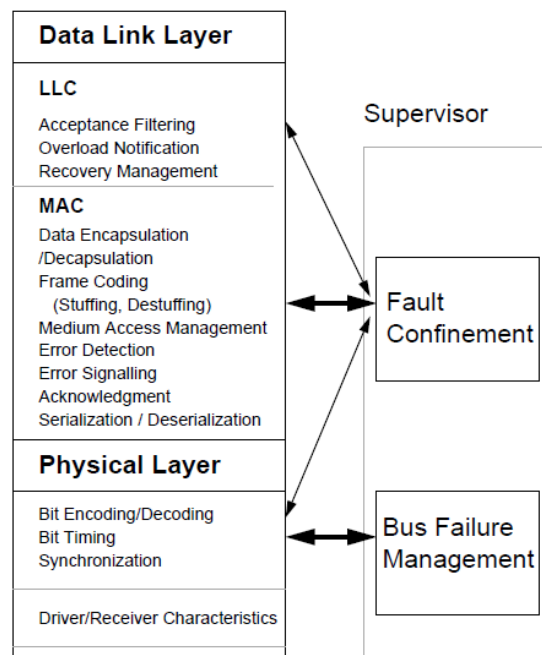 Data Link Layer
LLC
Acceptance Filtering
Overload Notification
Recovery Management
MAC
Data Encapsulation
/Decapsulation
Frame Coding
(Stuffing, Destuffing)
Medium Access Management
Error Detection
Error Signalling
Acknowledgment
Serialization / Deserialization
Physical Layer
Bit Encoding/Decoding
Bit Timing
Synchronization
Driver/Receiver Characteristics
Supervisor
Fault
Confinement
Bus Failure
Management